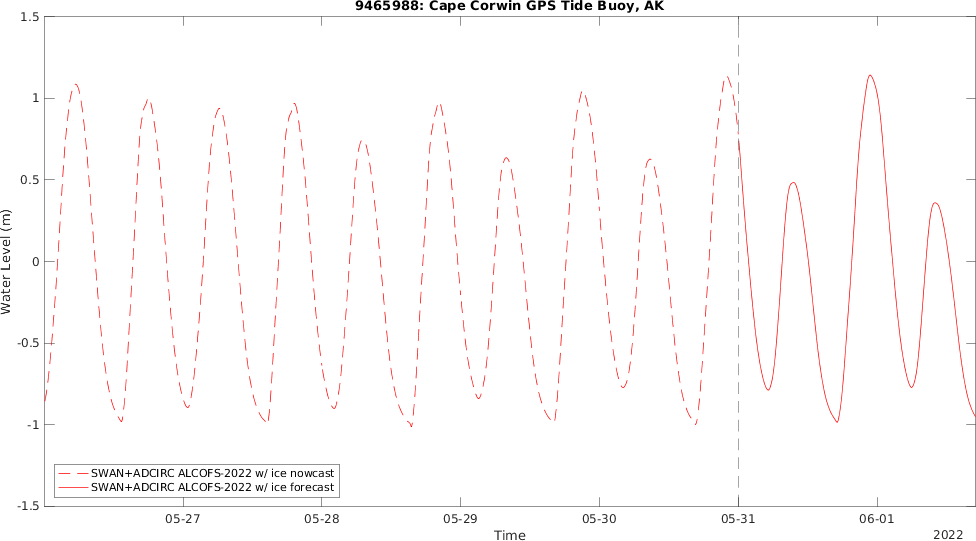 9465988: Cape Corwin GPS Tide Buoy, AK
1.5
1
0.5
0
-0.5
-1
-1.5
Water Level (m)
SWAN+ADCIRC ALCOFS-2022 w/ ice nowcast
SWAN+ADCIRC ALCOFS-2022 w/ ice forecast
05-27
05-28
05-29
05-30
05-31
06-01
Time
2022